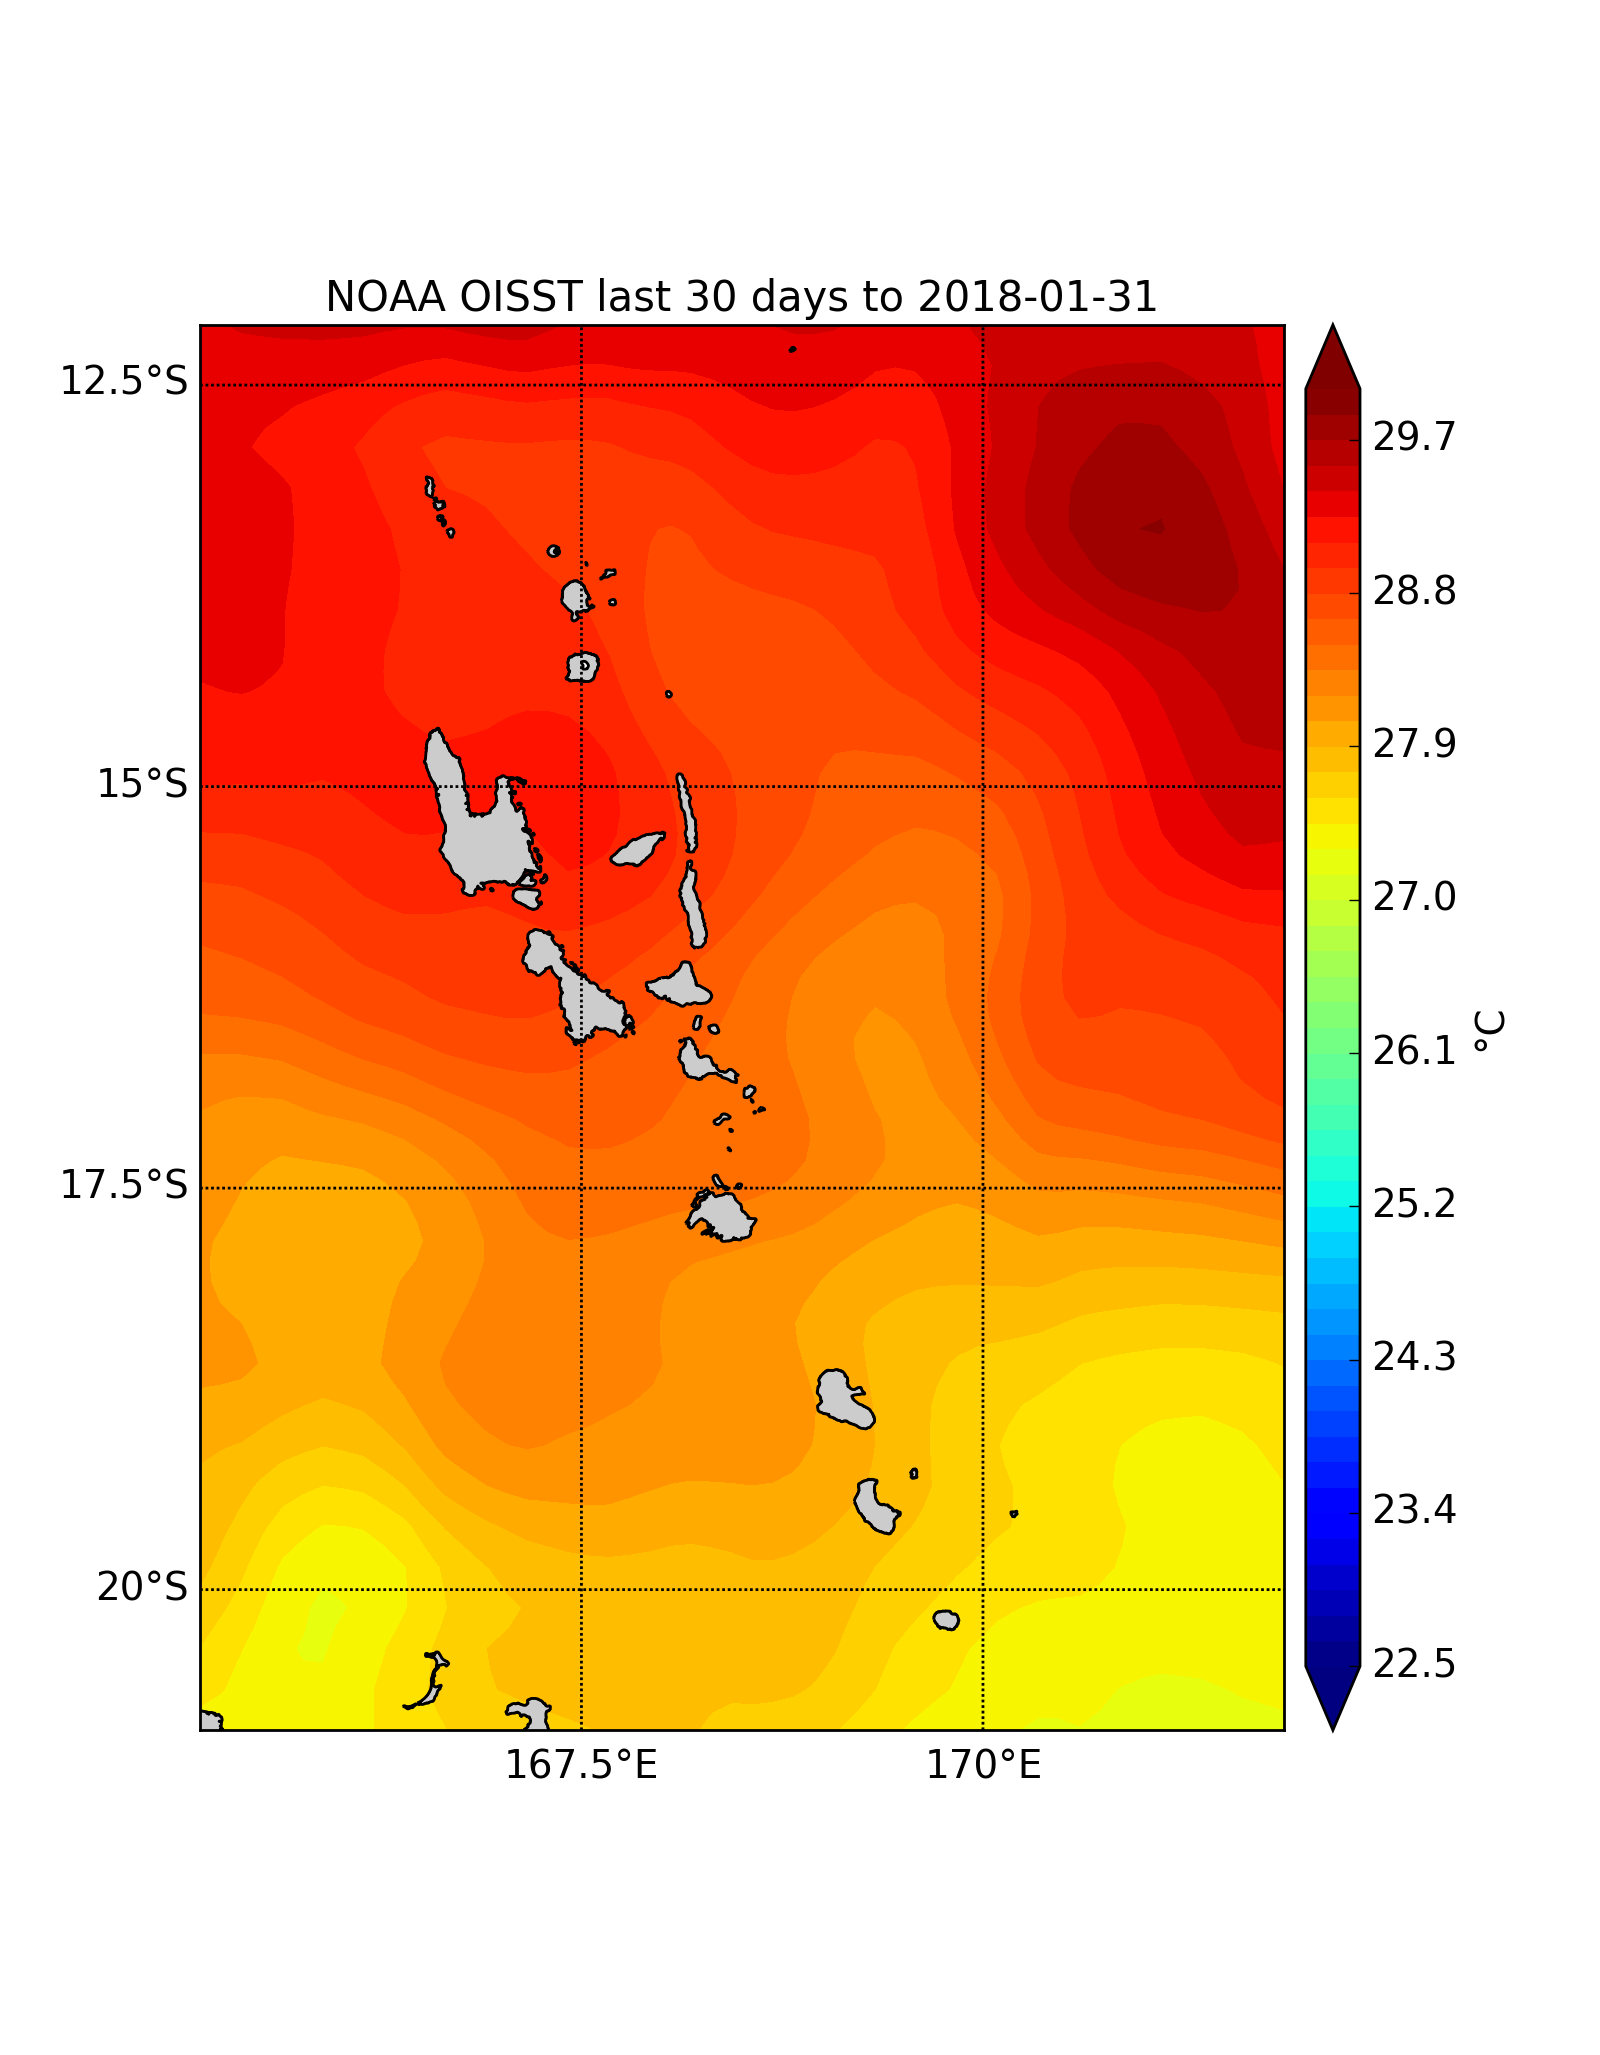 NOAA OISST last 30 days to 2018-01-31
12.5°S
15°S
17.5°S
20°S
167.5°E
170°E
29.7
28.8
27.9
27.0
26.1
25.2
24.3
23.4
22.5
°C